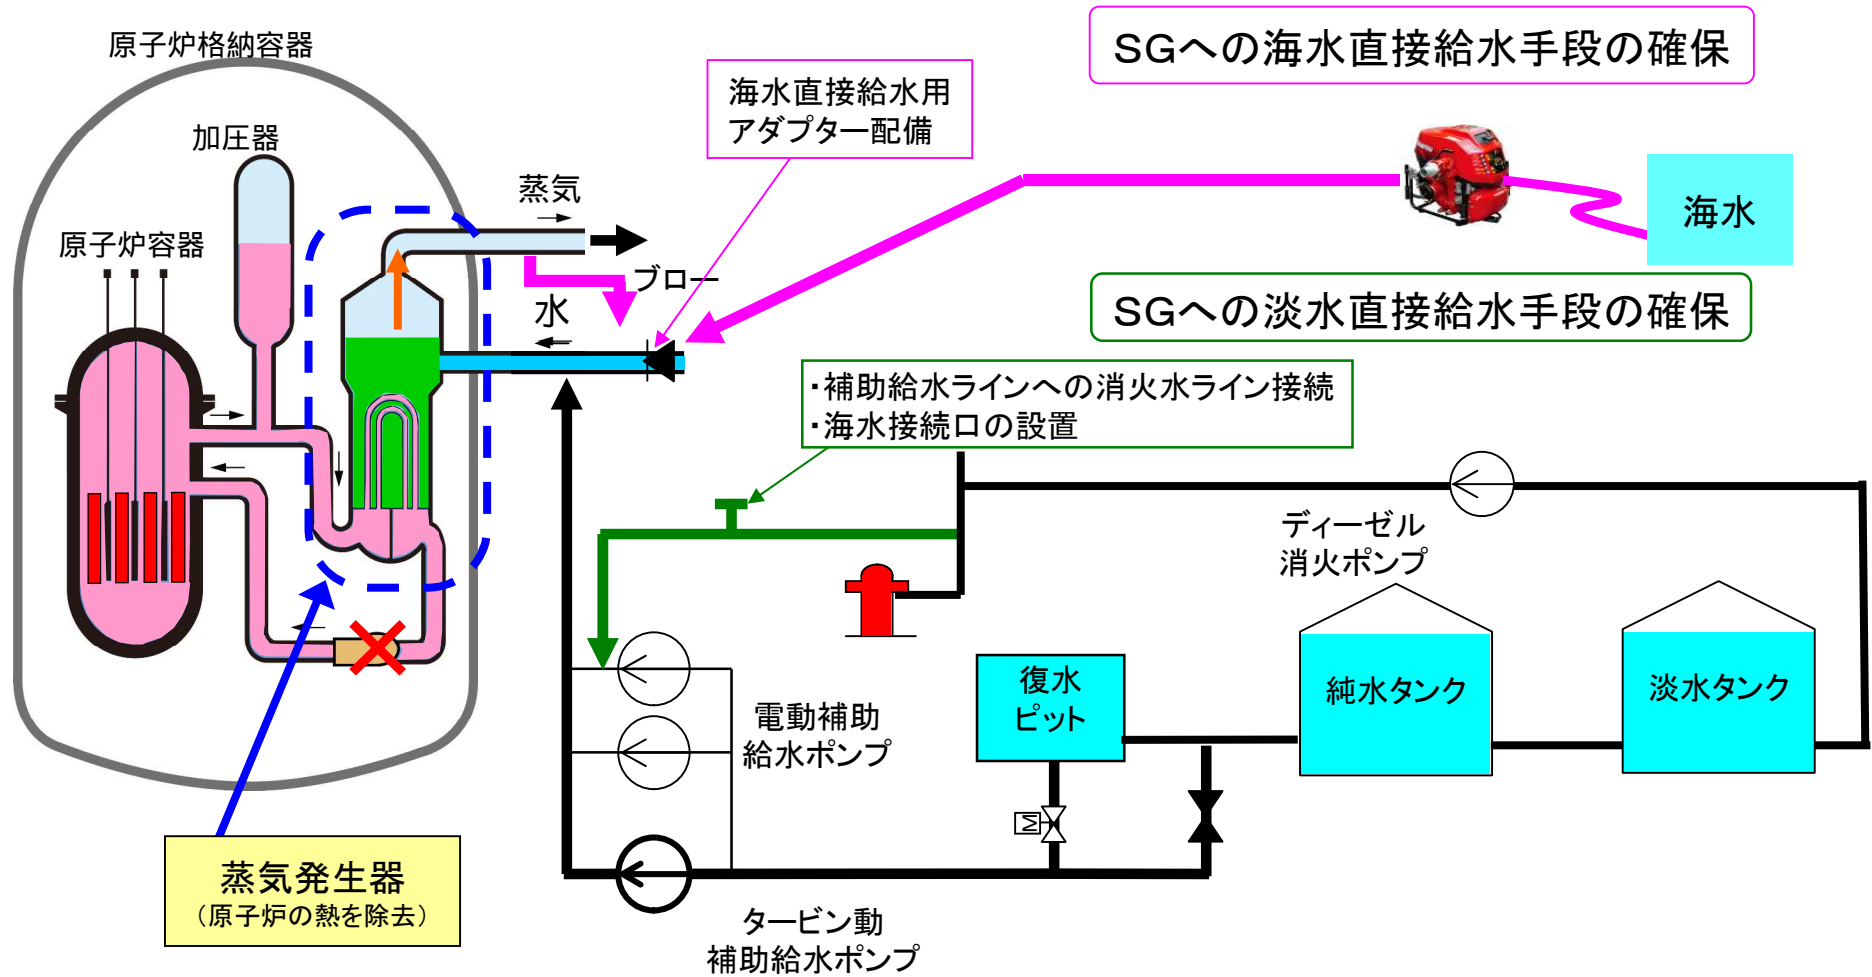 SGへの海水直接給水手段の確保
原子炉格納容器
海水直接給水用
アダプター配備
加圧器
蒸気
海水
原子炉容器
ブロー
SGへの淡水直接給水手段の確保
水
・補助給水ラインへの消火水ライン接続
・海水接続口の設置
ディーゼル
消火ポンプ
復水
ピット
純水タンク
淡水タンク
電動補助
給水ポンプ
M
蒸気発生器
（原子炉の熱を除去）
タービン動
補助給水ポンプ